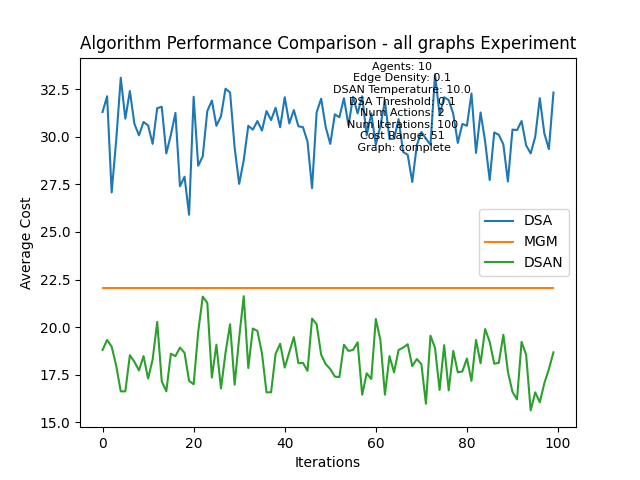 Algorithm Performance Comparison - all graphs Experiment
Agents: 10
Edge Density: 0.1
DSAN Temperature: 10.0
DSA Threshold: 0.1
Num Actions: 2
Num Iterations: 100
Cost Range: 51
Graph: complete
32.5
30.0
27.5
25.0
22.5
20.0
17.5
15.0
Average Cost
DSA
MGM
DSAN
0
20
40
60
80
100
Iterations